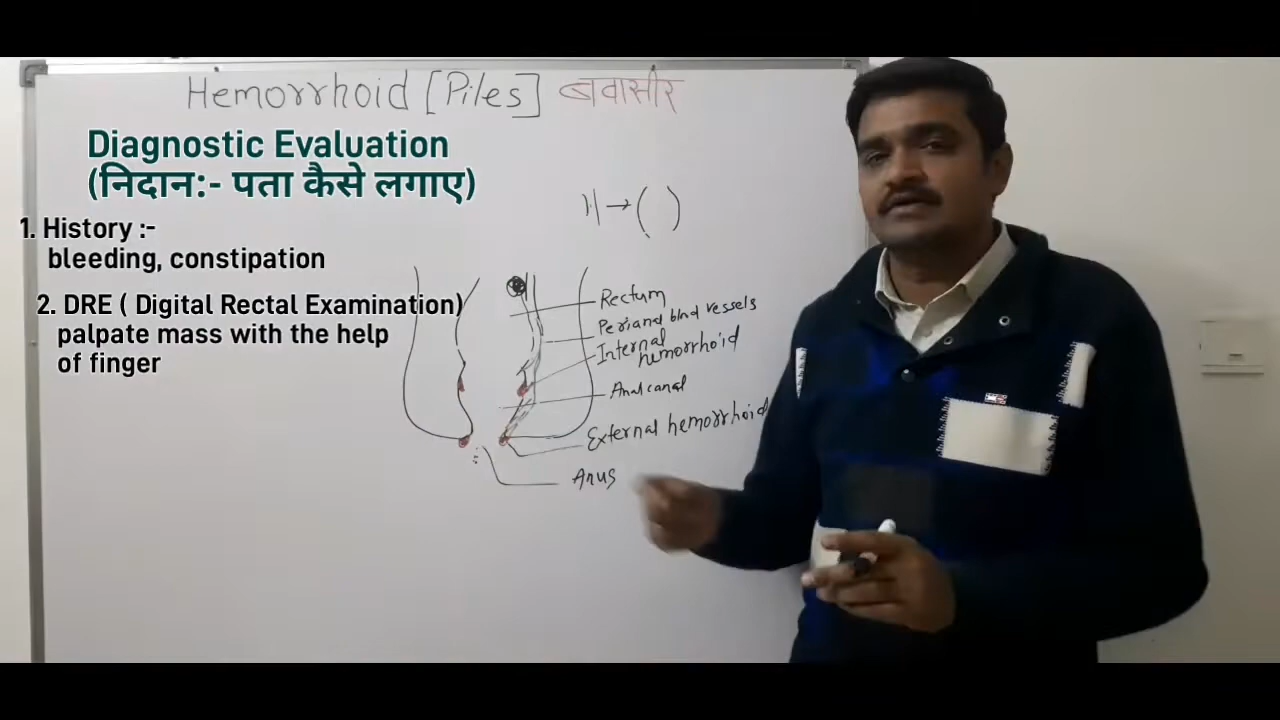 Hemorrhoid [Piles] बवासीर
Diagnostic Evaluation
(निदान:- पता कैसे लगाए)
1. History :-
bleeding, constipation
2. DRE ( Digital Rectal Examination)
palpate mass with the help
of finger
H → ( )
Rectum
Perianal blood vessels
Internal
hemorrhoid
Anal canal
External hemorrhoid
Anus